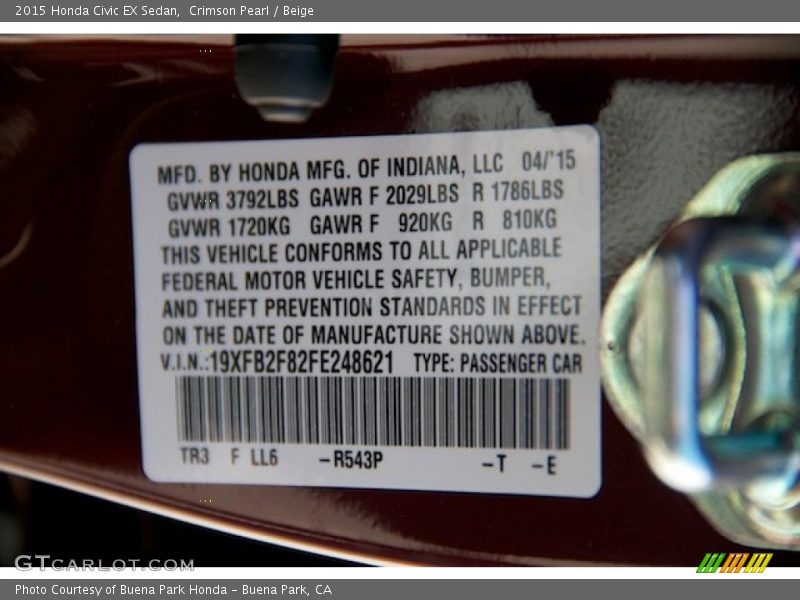 2015 Honda Civic EX Sedan,  Crimson Pearl / Beige
MFD. BY HONDA MFG. OF INDIANA, LLC 04/'15
GVWR 3792LBS GAWR F 2029LBS R 1786LBS
GVWR 1720KG GAWR F 920KG R 810KG
THIS VEHICLE CONFORMS TO ALL APPLICABLE
FEDERAL MOTOR VEHICLE SAFETY, BUMPER,
AND THEFT PREVENTION STANDARDS IN EFFECT
ON THE DATE OF MANUFACTURE SHOWN ABOVE.
V.I.N.:19XFB2F82FE248621 TYPE: PASSENGER CAR
TR3 F LL6 -R543P -T -E
GTCARLOT.COM
Photo Courtesy of Buena Park Honda - Buena Park, CA